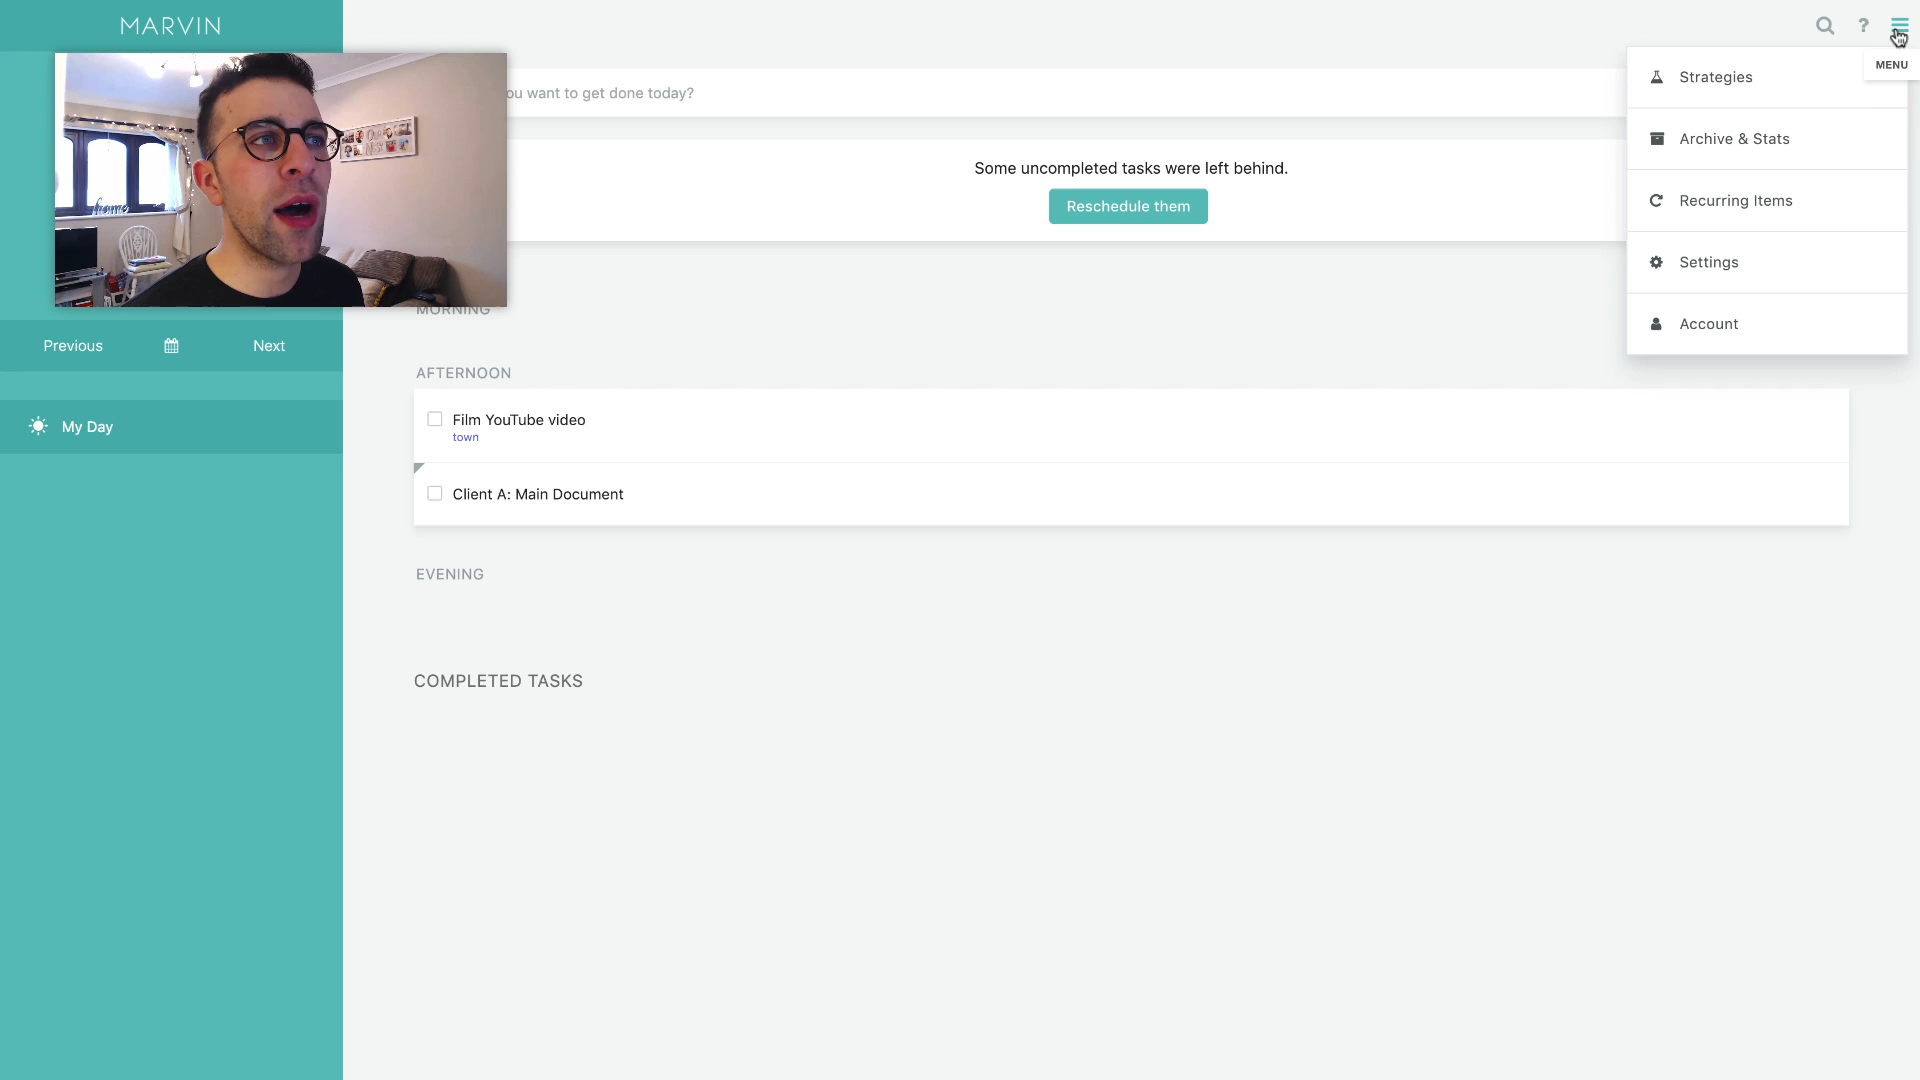 MARVIN
MENU
Strategies
ou want to get done today?
Archive & Stats
Some uncompleted tasks were left behind.
Reschedule them
Recurring Items
home
Settings
MORNING
Account
Previous
Next
AFTERNOON
My Day
Film YouTube video
town
Client A: Main Document
EVENING
COMPLETED TASKS